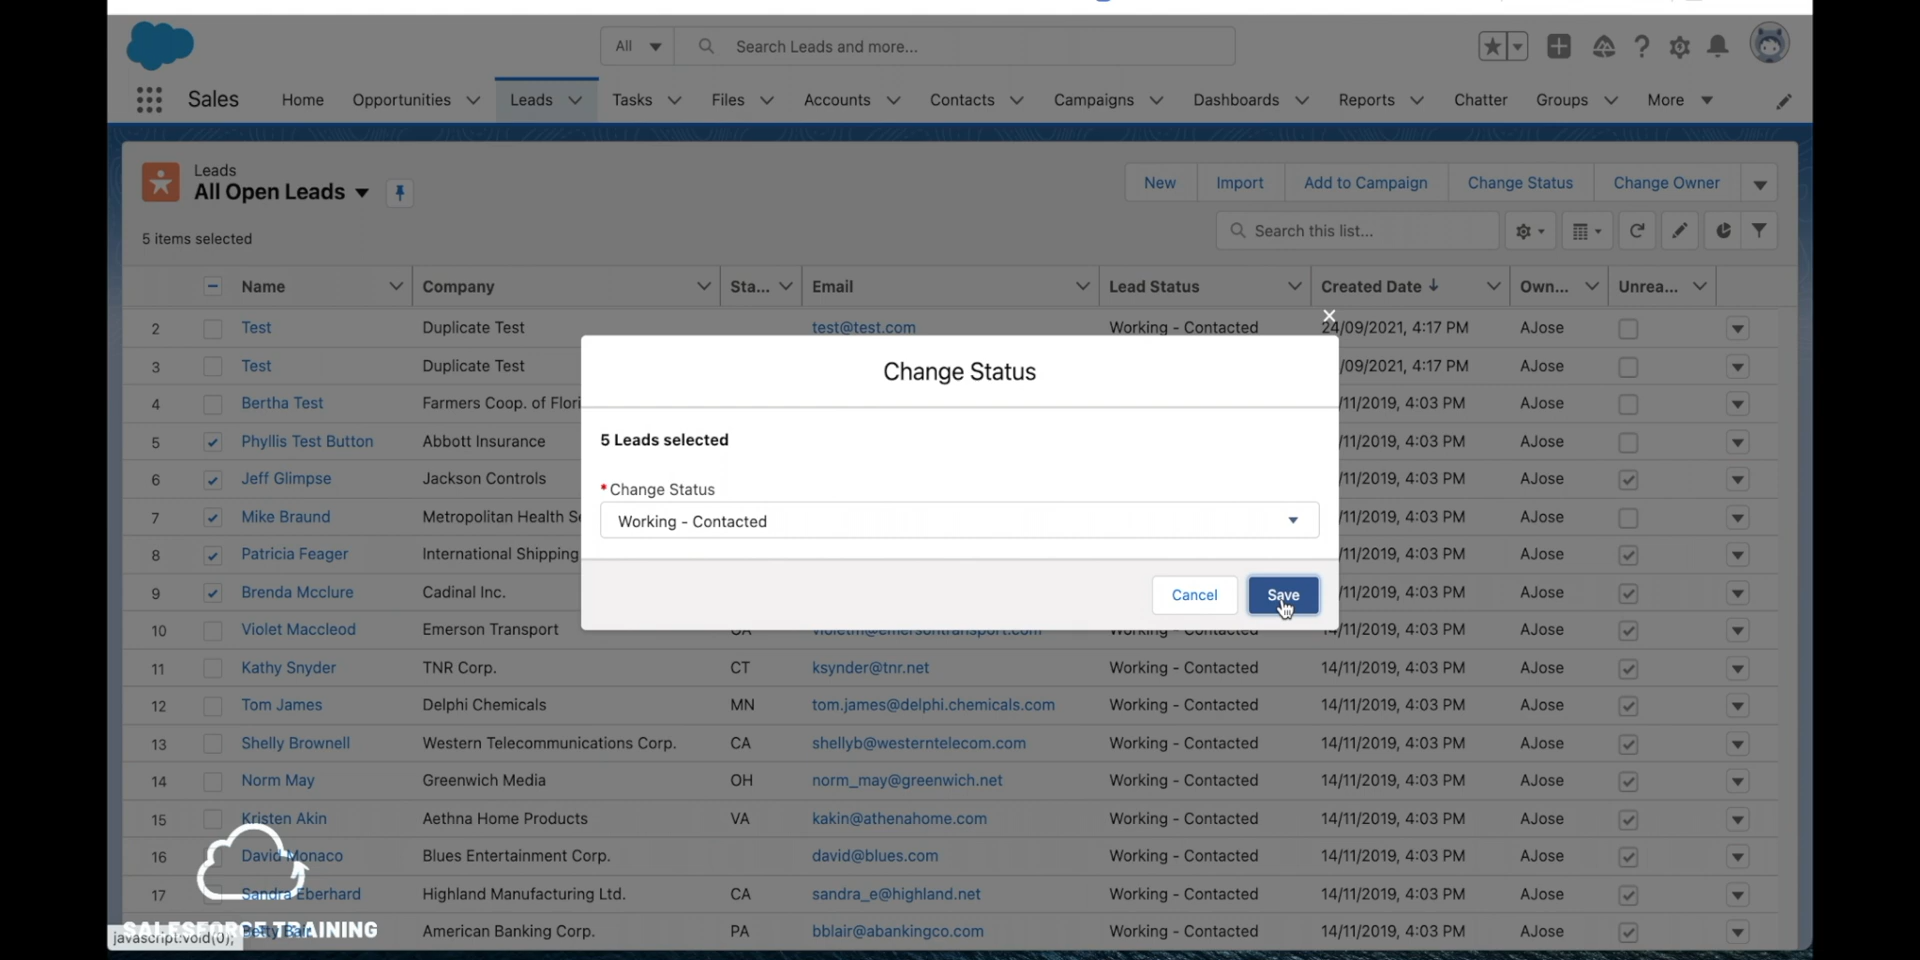 All
Search Leads and more...
Sales
Home
Opportunities
Leads
Tasks
Files
Accounts
Contacts
Campaigns
Dashboards
Reports
Chatter
Groups
More
Leads
All Open Leads
New
Import
Add to Campaign
Change Status
Change Owner
5 items selected
Search this list...
Name Company Sta... Email Lead Status Created Date Own... Unrea...
2 Test Duplicate Test test@test.com Working - Contacted 24/09/2021, 4:17 PM AJose
3 Test Duplicate Test /09/2021, 4:17 PM AJose
4 Bertha Test Farmers Coop. of Flori /11/2019, 4:03 PM AJose
5 Phyllis Test Button Abbott Insurance /11/2019, 4:03 PM AJose
6 Jeff Glimpse Jackson Controls /11/2019, 4:03 PM AJose
7 Mike Braund Metropolitan Health Se /11/2019, 4:03 PM AJose
8 Patricia Feager International Shipping /11/2019, 4:03 PM AJose
9 Brenda Mcclure Cadinal Inc. /11/2019, 4:03 PM AJose
10 Violet Maccleod Emerson Transport GA violetm@emersontransport.com Working - Contacted 14/11/2019, 4:03 PM AJose
11 Kathy Snyder TNR Corp. CT ksynder@tnr.net Working - Contacted 14/11/2019, 4:03 PM AJose
12 Tom James Delphi Chemicals MN tom.james@delphi.chemicals.com Working - Contacted 14/11/2019, 4:03 PM AJose
13 Shelly Brownell Western Telecommunications Corp. CA shellyb@westerntelecom.com Working - Contacted 14/11/2019, 4:03 PM AJose
14 Norm May Greenwich Media OH norm_may@greenwich.net Working - Contacted 14/11/2019, 4:03 PM AJose
15 Kristen Akin Aethna Home Products VA kakin@athenahome.com Working - Contacted 14/11/2019, 4:03 PM AJose
16 David Monaco Blues Entertainment Corp. david@blues.com Working - Contacted 14/11/2019, 4:03 PM AJose
17 Sandra Eberhard Highland Manufacturing Ltd. CA sandra_e@highland.net Working - Contacted 14/11/2019, 4:03 PM AJose
American Banking Corp. PA bblair@abankingco.com Working - Contacted 14/11/2019, 4:03 PM AJose
Change Status
5 Leads selected
*Change Status
Working - Contacted
Cancel
Save
SALESFORCE TRAINING
javascript:void(0);